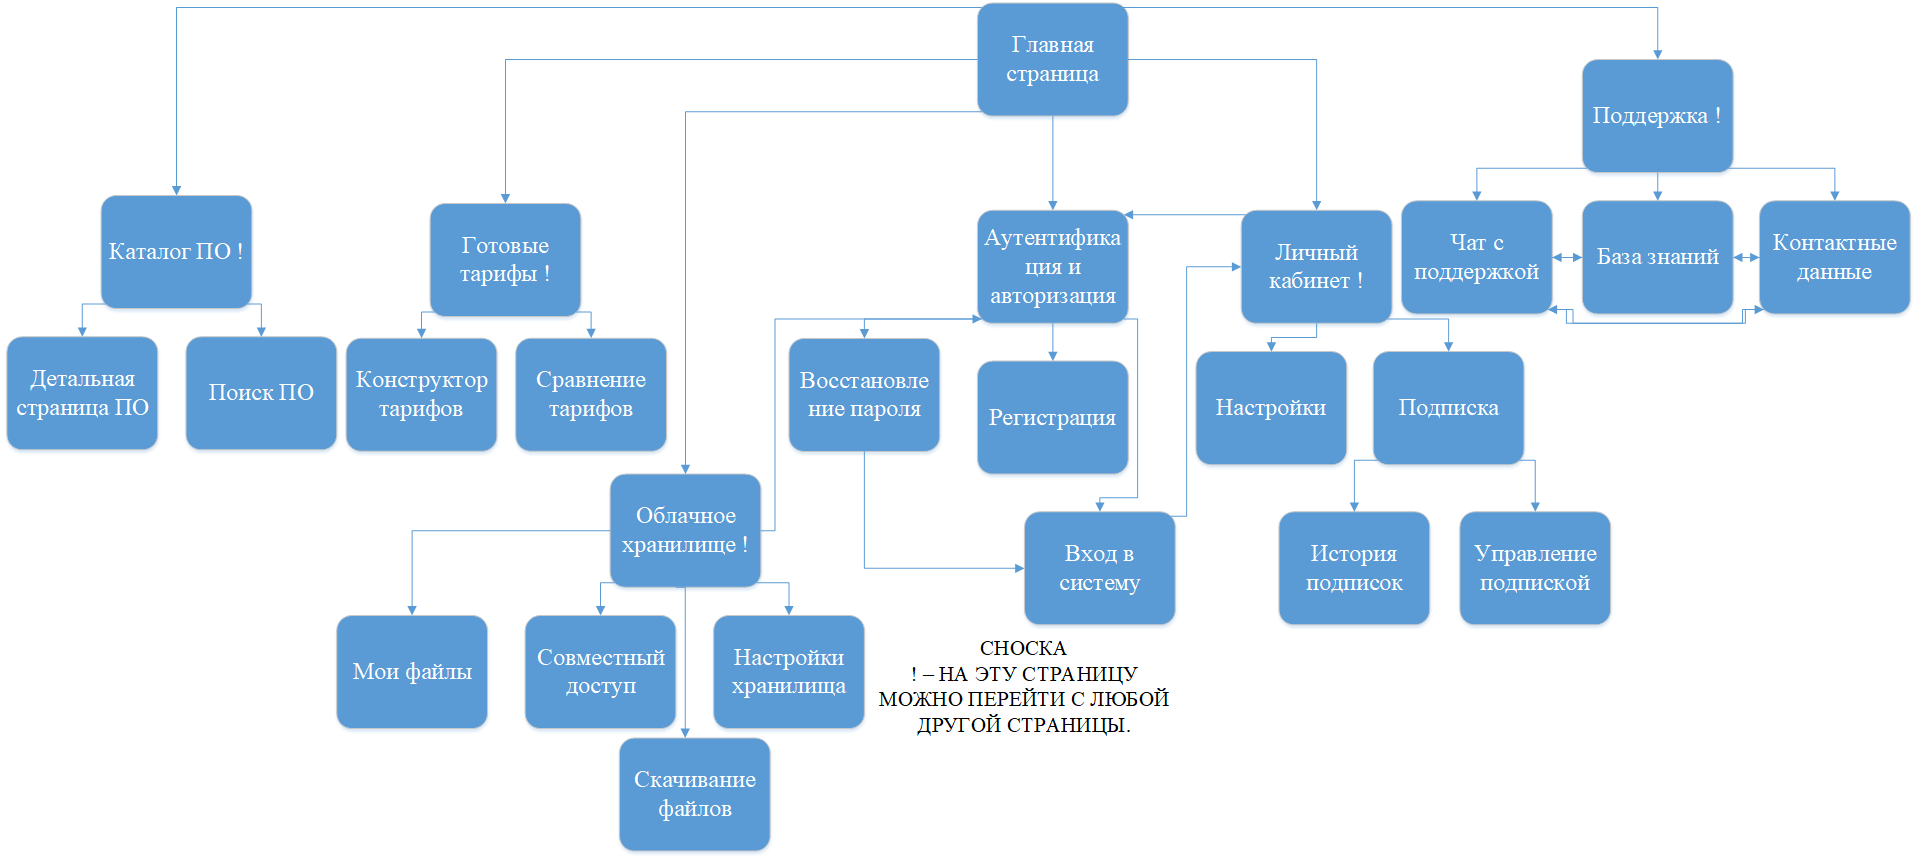 Главная
страница
Поддержка !
Каталог ПО !
Готовые
тарифы !
Аутентифика
ция и
авторизация
Личный
кабинет !
Чат с
поддержкой
База знаний
Контактные
данные
Детальная
страница ПО
Поиск ПО
Конструктор
тарифов
Сравнение
тарифов
Восстановле
ние пароля
Регистрация
Настройки
Подписка
Облачное
хранилище !
Вход в
систему
История
подписок
Управление
подпиской
Мои файлы
Совместный
доступ
Настройки
хранилища
СНОСКА
! – НА ЭТУ СТРАНИЦУ
МОЖНО ПЕРЕЙТИ С ЛЮБОЙ
ДРУГОЙ СТРАНИЦЫ.
Скачивание
файлов